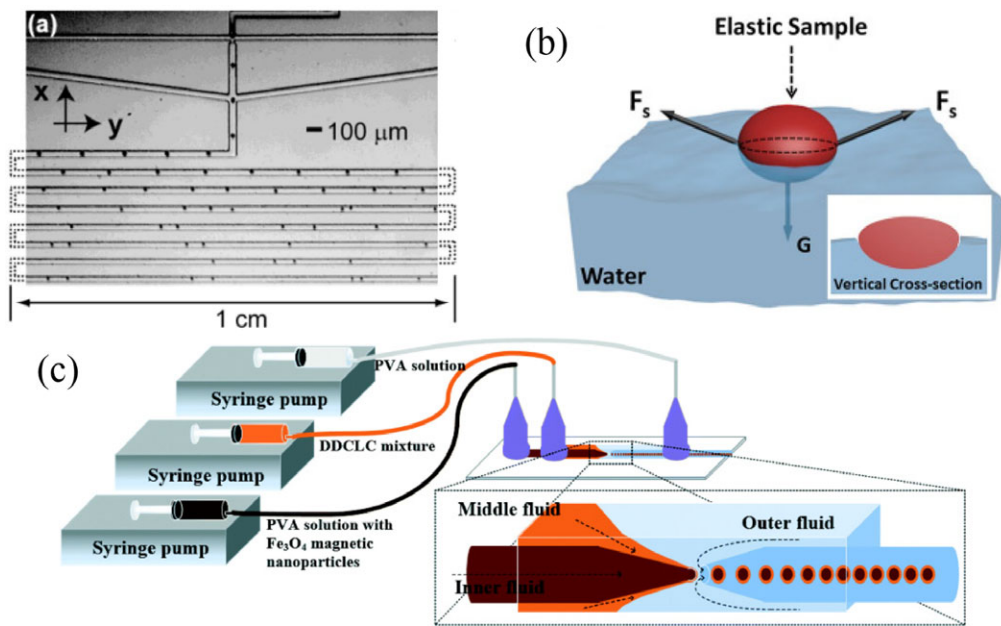 (a)
x
y
100 μm
1 cm
(b)
Elastic Sample
Fs
Fs
G
Water
Vertical Cross-section
(c)
PVA solution
Syringe pump
DDCLC mixture
Syringe pump
PVA solution with
Fe₃O₄ magnetic
nanoparticles
Syringe pump
Middle fluid
Outer fluid
Inner fluid